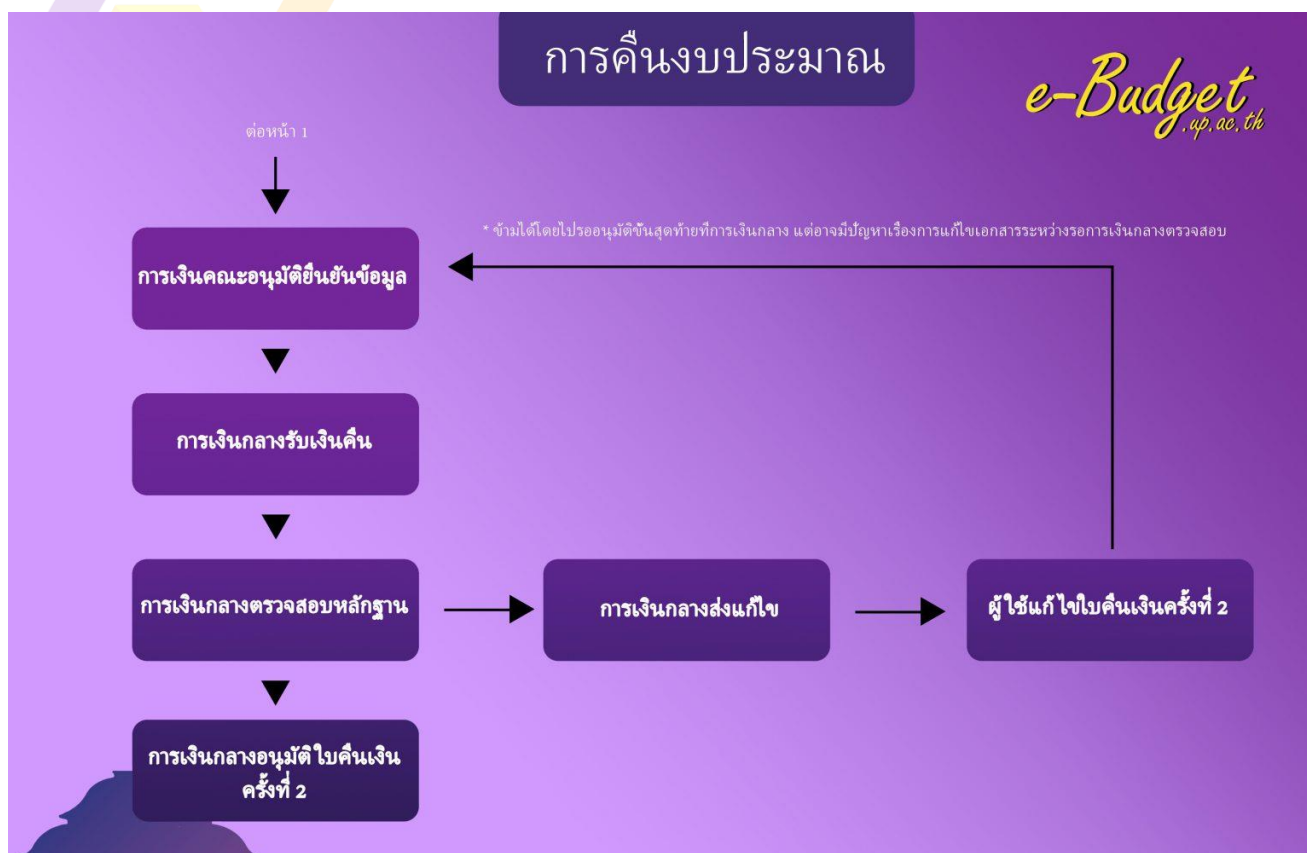 การคืนงบประมาณ
e-Budget
.up.ac.th
ต่อหน้า 1
* ข้ามได้โดยไปรออนุมัติขั้นสุดท้ายที่การเงินกลาง แต่อาจมีปัญหาเรื่องการแก้ไขเอกสารระหว่างรอการเงินกลางตรวจสอบ
การเงินคณะอนุมัติยืนยันข้อมูล
การเงินกลางรับเงินคืน
การเงินกลางตรวจสอบหลักฐาน
การเงินกลางส่งแก้ไข
ผู้ใช้แก้ไขใบคืนเงินครั้งที่ 2
การเงินกลางอนุมัติใบคืนเงิน
ครั้งที่ 2